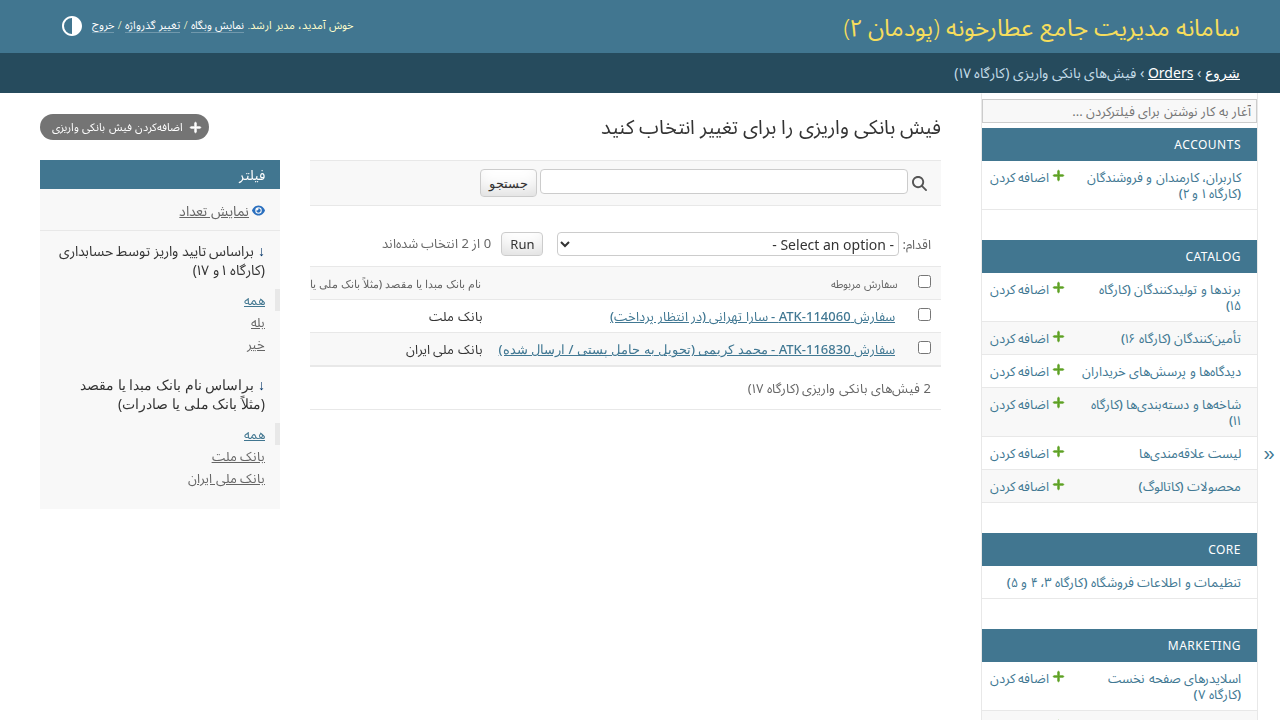 سامانه مدیریت جامع عطارخونه (پودمان ۲)
خوش آمدید، مدیر ارشد. نمایش وبگاه / تغییر گذرواژه / خروج
شروع › Orders › فیش‌های بانکی واریزی (کارگاه ۱۷)
آغار به کار نوشتن برای فیلترکردن ...
ACCOUNTS
کاربران، کارمندان و فروشندگان (کارگاه ۱ و ۲)
اضافه کردن
CATALOG
برندها و تولیدکنندگان (کارگاه ۱۵)
اضافه کردن
تأمین‌کنندگان (کارگاه ۱۶)
اضافه کردن
دیدگاه‌ها و پرسش‌های خریداران
اضافه کردن
شاخه‌ها و دسته‌بندی‌ها (کارگاه ۱۱)
اضافه کردن
لیست علاقه‌مندی‌ها
اضافه کردن
محصولات (کاتالوگ)
اضافه کردن
CORE
تنظیمات و اطلاعات فروشگاه (کارگاه ۳، ۴ و ۵)
MARKETING
اسلایدرهای صفحه نخست (کارگاه ۷)
اضافه کردن
»
فیش بانکی واریزی را برای تغییر انتخاب کنید
اضافه‌کردن فیش بانکی واریزی
جستجو
اقدام: - Select an option - Run 0 از 2 انتخاب شده‌اند
سفارش مربوطه
نام بانک مبدا یا مقصد (مثلاً بانک ملی یا
سفارش ATK-114060 - سارا تهرانی (در انتظار پرداخت)
بانک ملت
سفارش ATK-116830 - محمد کریمی (تحویل به حامل پستی / ارسال شده)
بانک ملی ایران
2 فیش‌های بانکی واریزی (کارگاه ۱۷)
فیلتر
نمایش تعداد
↓ براساس تایید واریز توسط حسابداری
(کارگاه ۱ و ۱۷)
همه
بله
خیر
↓ براساس نام بانک مبدا یا مقصد
(مثلاً بانک ملی یا صادرات)
همه
بانک ملت
بانک ملی ایران